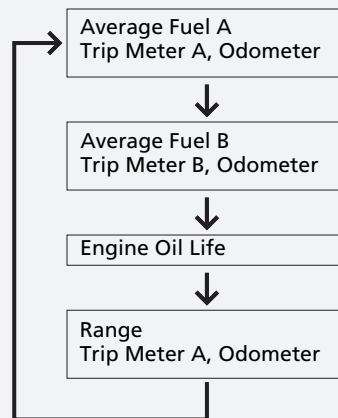 Average Fuel A
Trip Meter A, Odometer
Average Fuel B
Trip Meter B, Odometer
Engine Oil Life
Range
Trip Meter A, Odometer